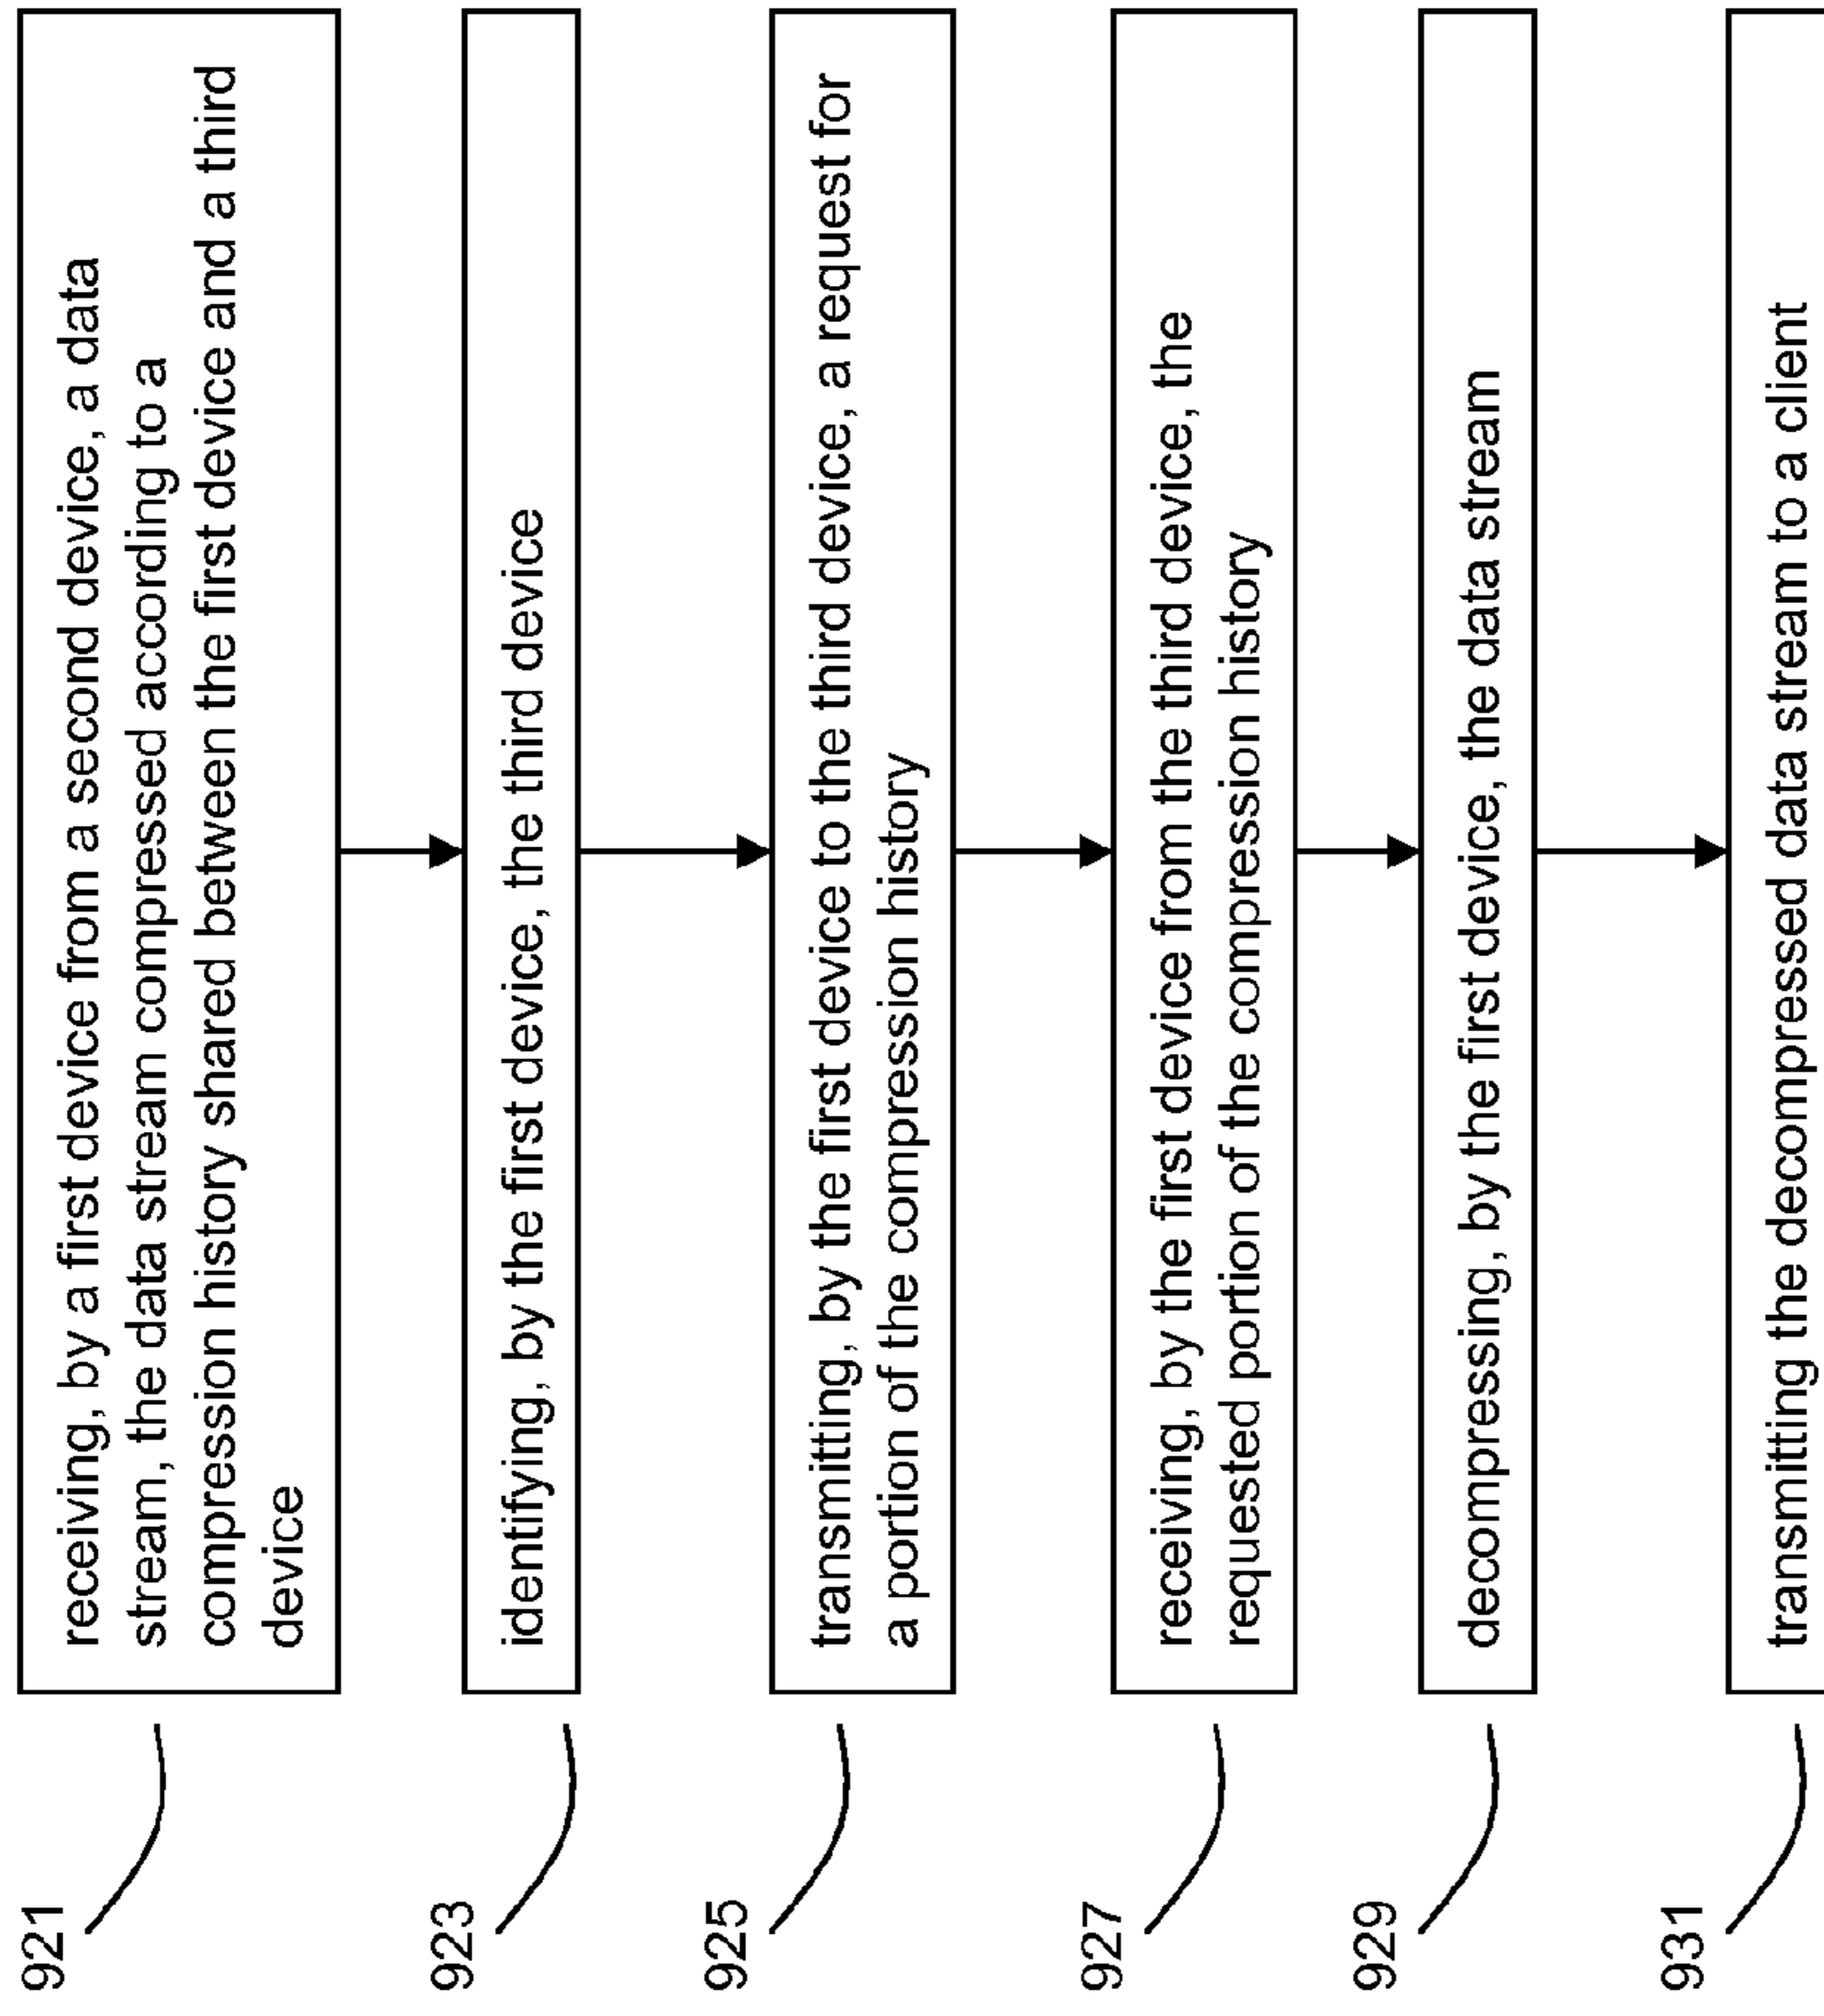 921
receiving, by a first device from a second device, a data
stream, the data stream compressed according to a
compression history shared between the first device and a third
device
923
identifying, by the first device, the third device
925
transmitting, by the first device to the third device, a request for
a portion of the compression history
927
receiving, by the first device from the third device, the
requested portion of the compression history
929
decompressing, by the first device, the data stream
931
transmitting the decompressed data stream to a client